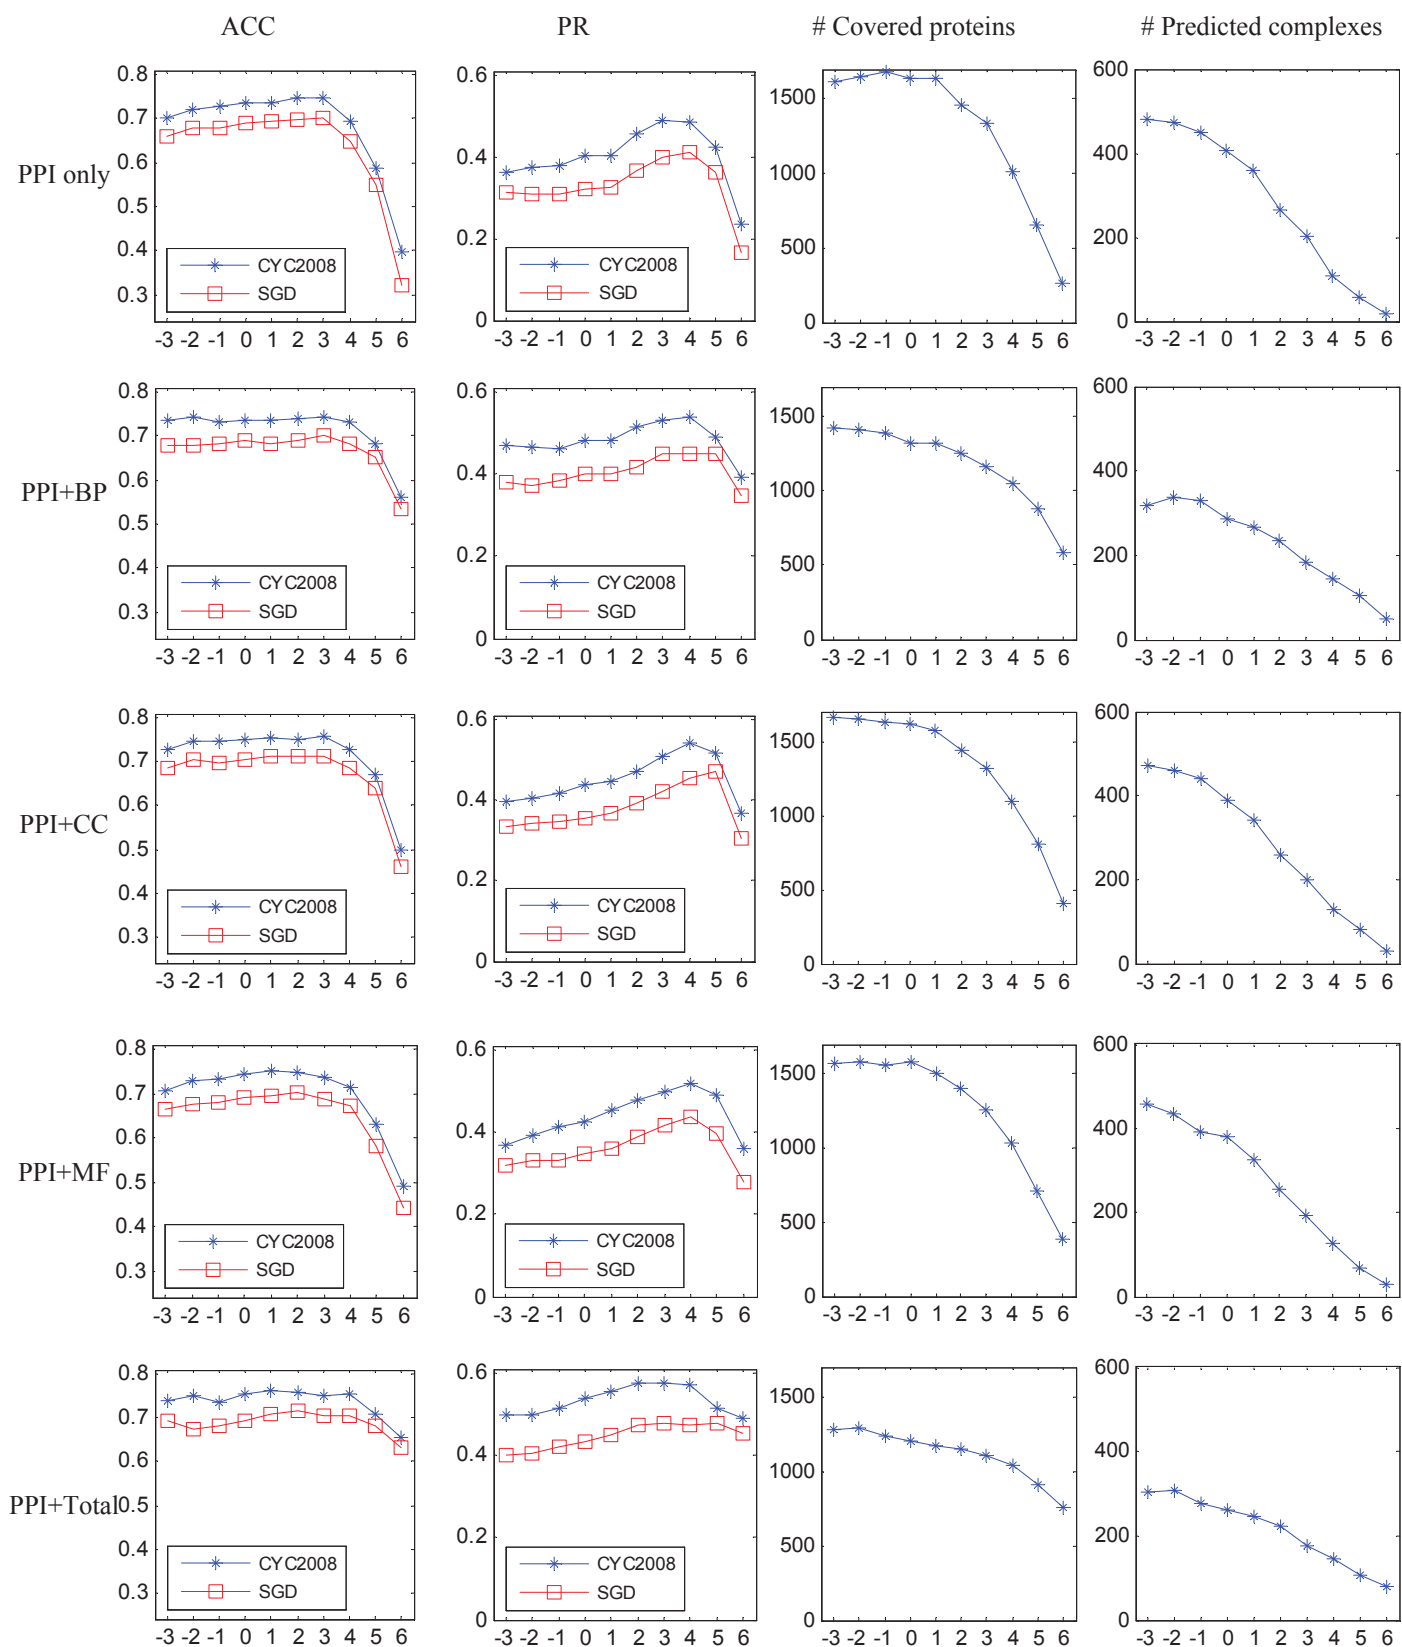 ACC PR # Covered proteins # Predicted complexes
PPI only
0.8 0.7 0.6 0.5 0.4 0.3
CYC2008
SGD
-3 -2 -1 0 1 2 3 4 5 6
0.6 0.4 0.2 0
CYC2008
SGD
-3 -2 -1 0 1 2 3 4 5 6
1500 1000 500 0
-3 -2 -1 0 1 2 3 4 5 6
600 400 200 0
-3 -2 -1 0 1 2 3 4 5 6
PPI+BP
0.8 0.7 0.6 0.5 0.4 0.3
CYC2008
SGD
-3 -2 -1 0 1 2 3 4 5 6
0.6 0.4 0.2 0
CYC2008
SGD
-3 -2 -1 0 1 2 3 4 5 6
1500 1000 500 0
-3 -2 -1 0 1 2 3 4 5 6
600 400 200 0
-3 -2 -1 0 1 2 3 4 5 6
PPI+CC
0.8 0.7 0.6 0.5 0.4 0.3
CYC2008
SGD
-3 -2 -1 0 1 2 3 4 5 6
0.6 0.4 0.2 0
CYC2008
SGD
-3 -2 -1 0 1 2 3 4 5 6
1500 1000 500 0
-3 -2 -1 0 1 2 3 4 5 6
600 400 200 0
-3 -2 -1 0 1 2 3 4 5 6
PPI+MF
0.8 0.7 0.6 0.5 0.4 0.3
CYC2008
SGD
-3 -2 -1 0 1 2 3 4 5 6
0.6 0.4 0.2 0
CYC2008
SGD
-3 -2 -1 0 1 2 3 4 5 6
1500 1000 500 0
-3 -2 -1 0 1 2 3 4 5 6
600 400 200 0
-3 -2 -1 0 1 2 3 4 5 6
PPI+Total
0.8 0.7 0.6 0.5 0.4 0.3
CYC2008
SGD
-3 -2 -1 0 1 2 3 4 5 6
0.6 0.4 0.2 0
CYC2008
SGD
-3 -2 -1 0 1 2 3 4 5 6
1500 1000 500 0
-3 -2 -1 0 1 2 3 4 5 6
600 400 200 0
-3 -2 -1 0 1 2 3 4 5 6